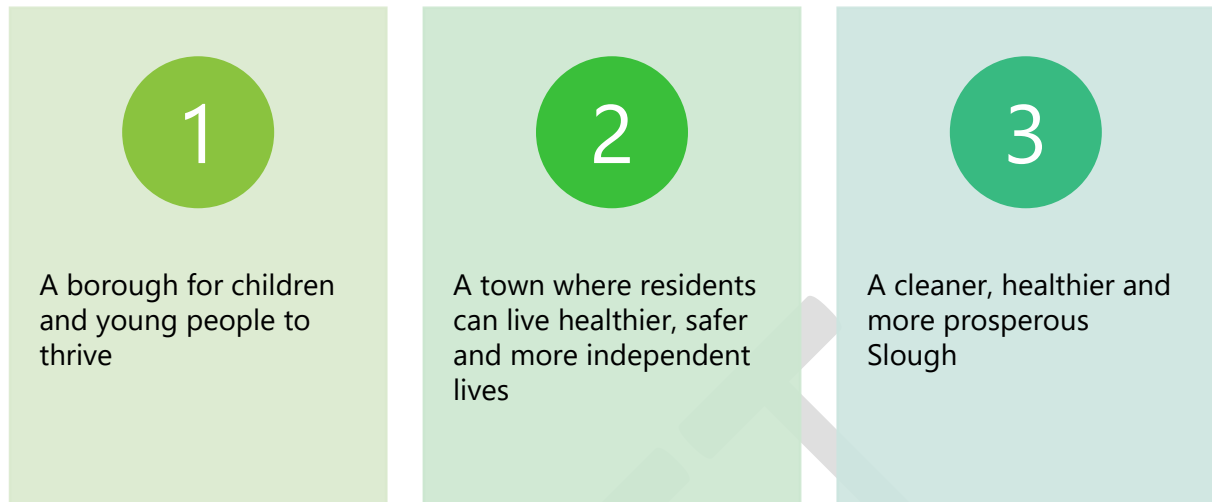 1
A borough for children
and young people to
thrive
2
A town where residents
can live healthier, safer
and more independent
lives
3
A cleaner, healthier and
more prosperous
Slough